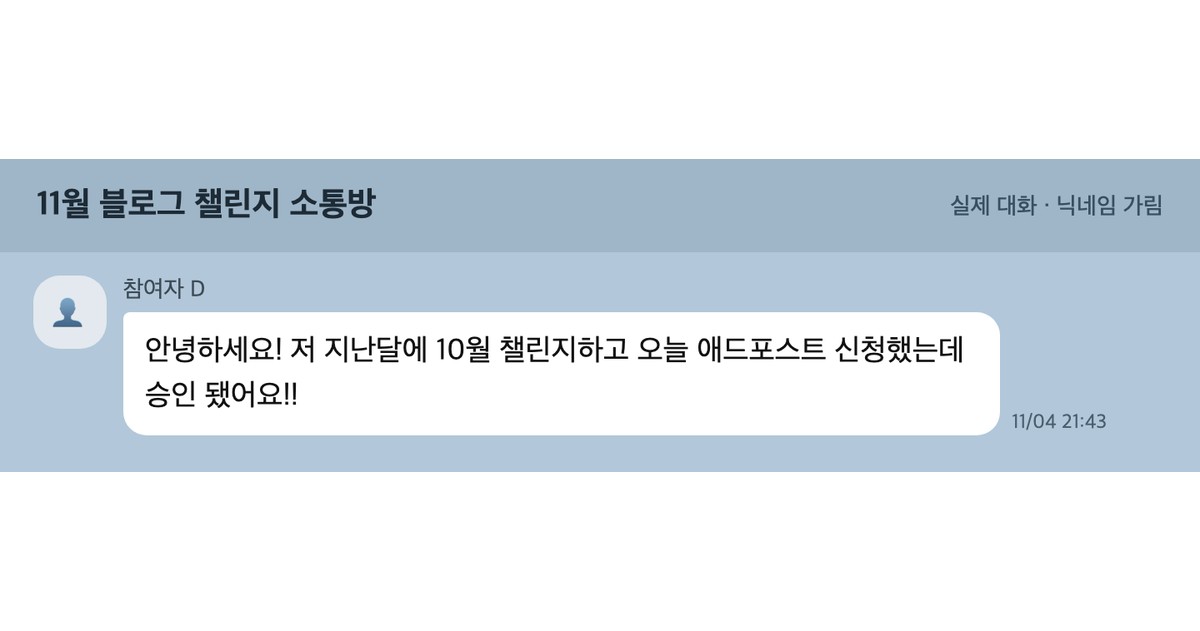 11월 블로그 챌린지 소통방
실제 대화 · 닉네임 가림
참여자 D
안녕하세요! 저 지난달에 10월 챌린지하고 오늘 애드포스트 신청했는데
승인 됐어요!!
11/04 21:43